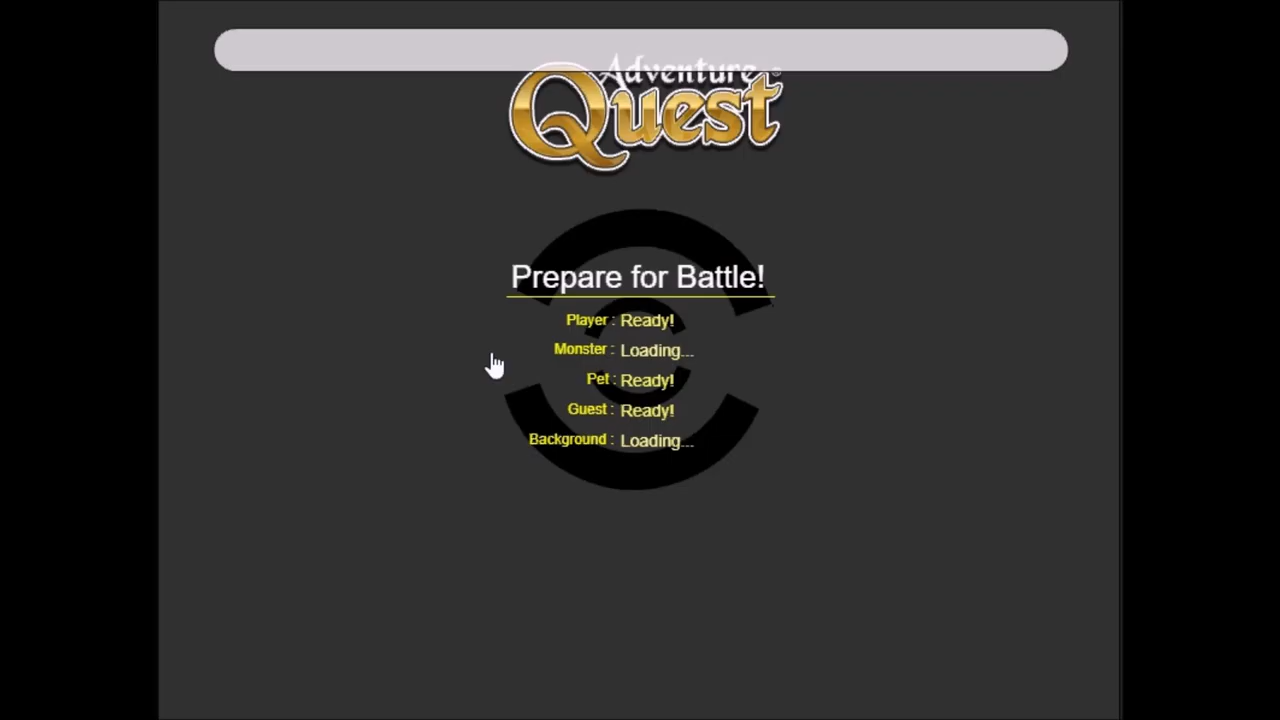 Adventure
Quest
Prepare for Battle!
Player : Ready!
Monster : Loading...
Pet : Ready!
Guest : Ready!
Background : Loading...